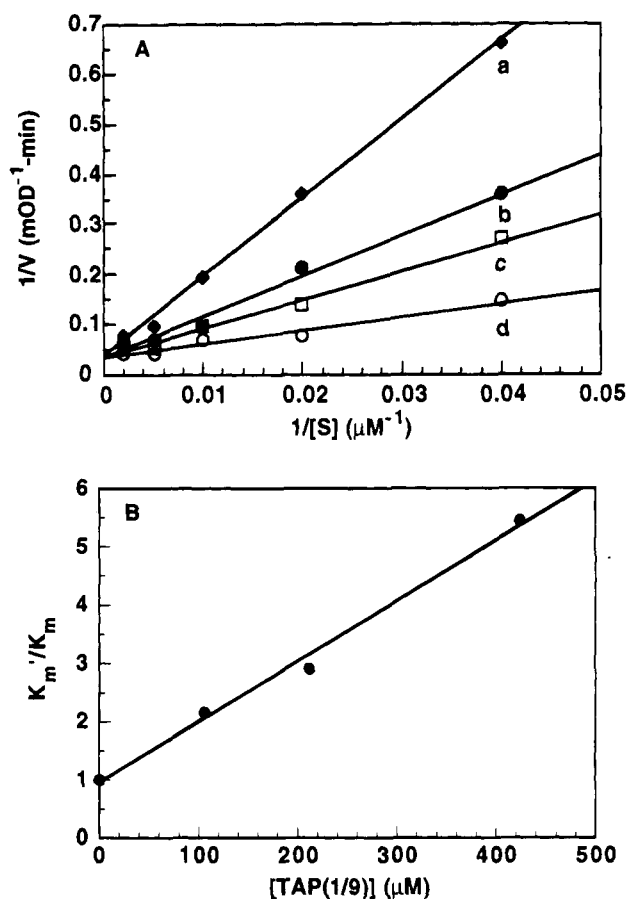 A
0.7
0.6
0.5
0.4
0.3
0.2
0.1
0
1/V (mOD⁻¹-min)
a
b
c
d
0 0.01 0.02 0.03 0.04 0.05
1/[S] (μM⁻¹)
B
6
5
4
3
2
1
0
Kₘ'/Kₘ
0 100 200 300 400 500
[TAP(1/9)] (μM)